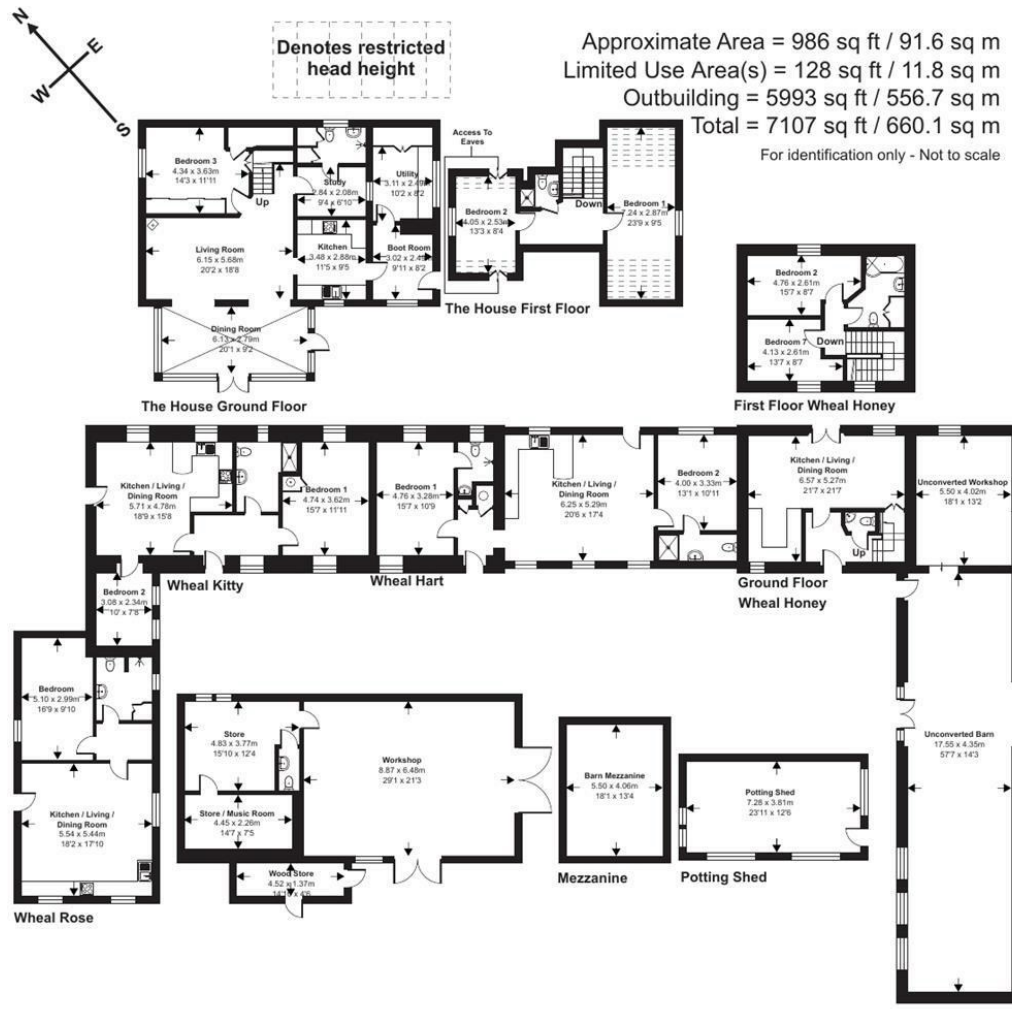 N
E
W
S
Denotes restricted
head height
Approximate Area = 986 sq ft / 91.6 sq m
Limited Use Area(s) = 128 sq ft / 11.8 sq m
Outbuilding = 5993 sq ft / 556.7 sq m
Total = 7107 sq ft / 660.1 sq m
For identification only - Not to scale
Bedroom 3
4.34 x 3.63m
14'3 x 11'11
Up
Study
2.84 x 2.08m
9'4 x 6'10
Utility
3.11 x 2.49m
10'2 x 8'2
Living Room
6.15 x 5.68m
20'2 x 18'8
Kitchen
3.48 x 2.88m
11'5 x 9'5
Boot Room
3.02 x 2.49m
9'11 x 8'2
Dining Room
6.13 x 2.79m
20'1 x 9'2
The House Ground Floor
Access To
Eaves
Bedroom 2
4.05 x 2.53m
13'3 x 8'4
Down
Bedroom 1
7.24 x 2.87m
23'9 x 9'5
The House First Floor
Bedroom 2
4.76 x 2.61m
15'7 x 8'7
Bedroom 7
4.13 x 2.61m
13'7 x 8'7
Down
First Floor Wheal Honey
Kitchen / Living /
Dining Room
5.71 x 4.78m
18'9 x 15'8
Bedroom 1
4.74 x 3.62m
15'7 x 11'11
Wheal Kitty
Bedroom 1
4.76 x 3.28m
15'7 x 10'9
Wheal Hart
Kitchen / Living /
Dining Room
6.25 x 5.29m
20'6 x 17'4
Bedroom 2
4.00 x 3.33m
13'1 x 10'11
Kitchen / Living /
Dining Room
6.57 x 5.27m
21'7 x 21'7
Up
Ground Floor
Wheal Honey
Unconverted Workshop
5.50 x 4.02m
18'1 x 13'2
Bedroom 2
3.08 x 2.34m
10' x 7'8
Bedroom
5.10 x 2.99m
16'9 x 9'10
Kitchen / Living /
Dining Room
5.54 x 5.44m
18'2 x 17'10
Wheal Rose
Store
4.83 x 3.77m
15'10 x 12'4
Store / Music Room
4.45 x 2.26m
14'7 x 7'5
Workshop
8.87 x 6.48m
29'1 x 21'3
Wood Store
4.52 x 1.37m
14'10 x 4'6
Barn Mezzanine
5.50 x 4.06m
18'1 x 13'4
Mezzanine
Potting Shed
7.28 x 3.81m
23'11 x 12'6
Potting Shed
Unconverted Barn
17.55 x 4.35m
57'7 x 14'3